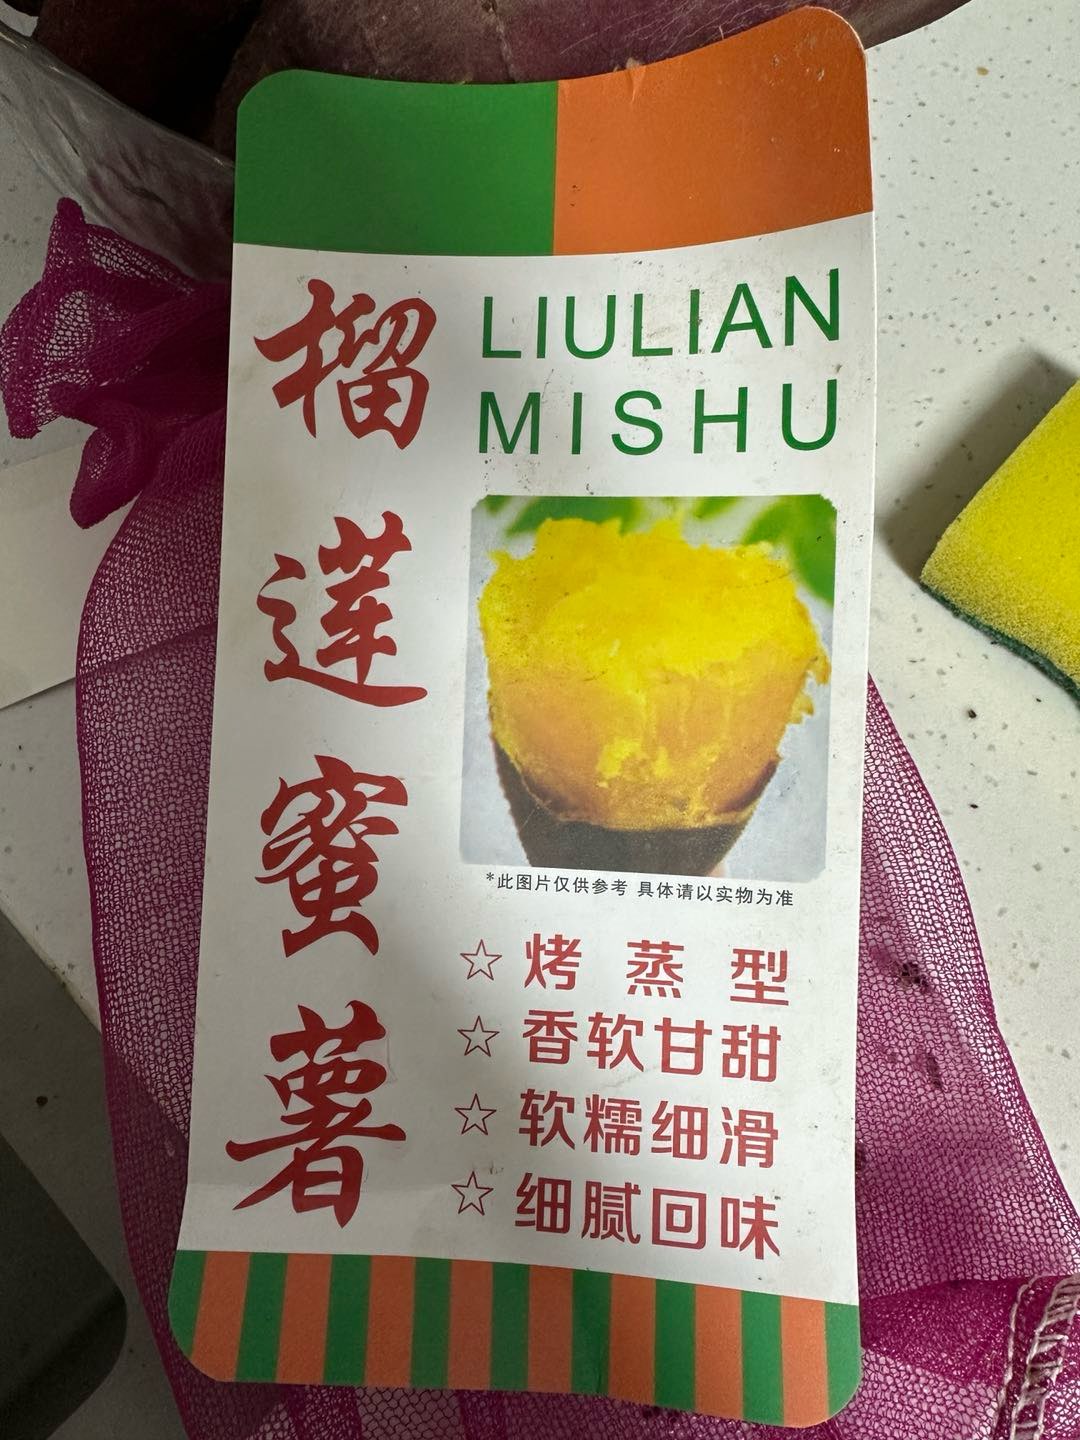 榴莲蜜薯
LIULIAN
MISHU
*此图片仅供参考 具体请以实物为准
☆ 烤蒸型
☆ 香软甘甜
☆ 软糯细滑
☆ 细腻回味